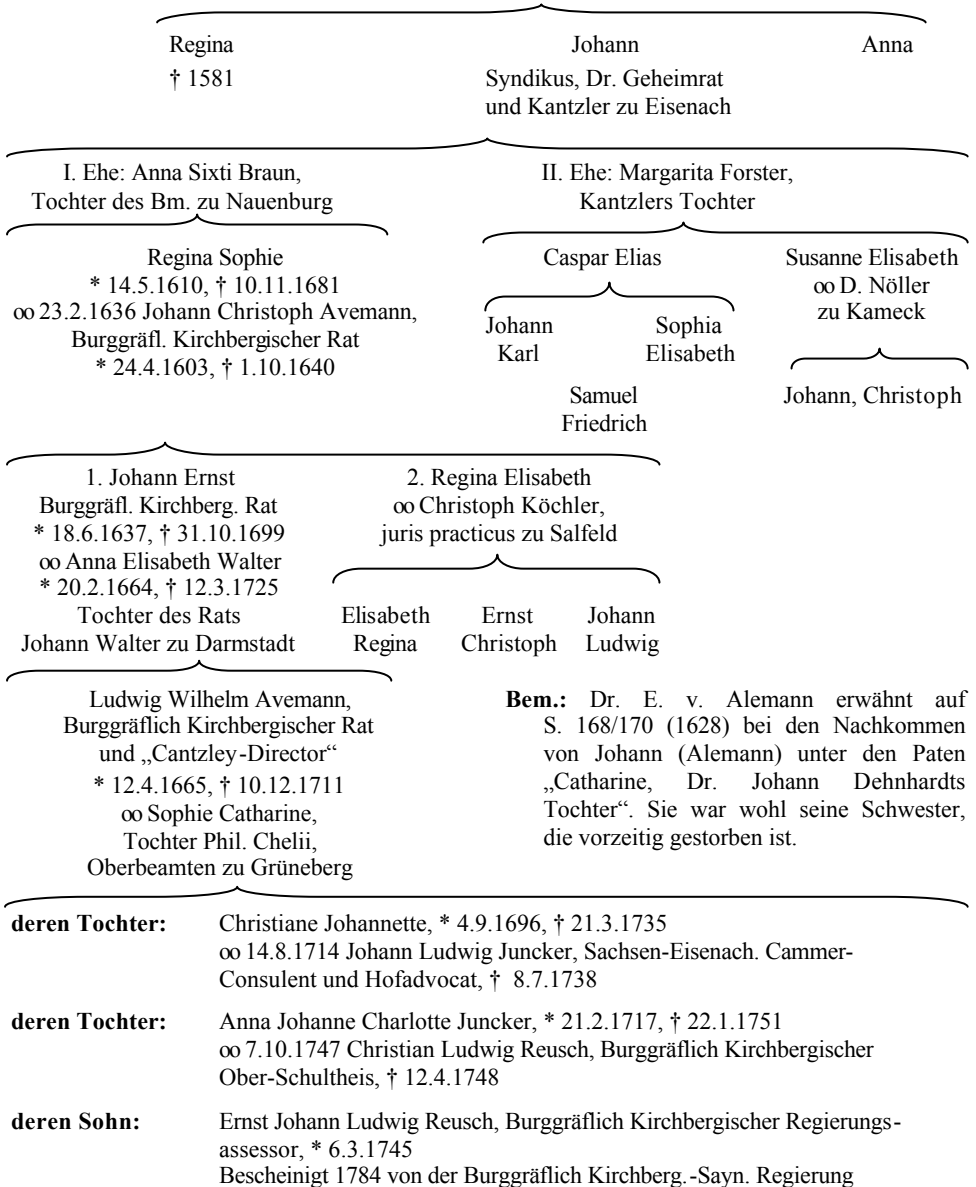 Regina
† 1581
Johann
Syndikus, Dr. Geheimrat
und Kantzler zu Eisenach
Anna
I. Ehe: Anna Sixti Braun,
Tochter des Bm. zu Nauenburg
II. Ehe: Margarita Forster,
Kantzlers Tochter
Regina Sophie
* 14.5.1610, † 10.11.1681
oo 23.2.1636 Johann Christoph Avemann,
Burggräfl. Kirchbergischer Rat
* 24.4.1603, † 1.10.1640
Caspar Elias
Susanne Elisabeth
oo D. Nöller
zu Kameck
Johann
Karl
Sophia
Elisabeth
Samuel
Friedrich
Johann, Christoph
1. Johann Ernst
Burggräfl. Kirchberg. Rat
* 18.6.1637, † 31.10.1699
oo Anna Elisabeth Walter
* 20.2.1664, † 12.3.1725
Tochter des Rats
Johann Walter zu Darmstadt
2. Regina Elisabeth
oo Christoph Köchler,
juris practicus zu Salfeld
Elisabeth
Regina
Ernst
Christoph
Johann
Ludwig
Ludwig Wilhelm Avemann,
Burggräflich Kirchbergischer Rat
und „Cantzley-Director“
* 12.4.1665, † 10.12.1711
oo Sophie Catharine,
Tochter Phil. Chelii,
Oberbeamten zu Grüneberg
Bem.: Dr. E. v. Alemann erwähnt auf
S. 168/170 (1628) bei den Nachkommen
von Johann (Alemann) unter den Paten
„Catharine, Dr. Johann Dehnhardts
Tochter“. Sie war wohl seine Schwester,
die vorzeitig gestorben ist.
deren Tochter: Christiane Johannette, * 4.9.1696, † 21.3.1735
oo 14.8.1714 Johann Ludwig Juncker, Sachsen-Eisenach. Cammer-
Consulent und Hofadvocat, † 8.7.1738
deren Tochter: Anna Johanne Charlotte Juncker, * 21.2.1717, † 22.1.1751
oo 7.10.1747 Christian Ludwig Reusch, Burggräflich Kirchbergischer
Ober-Schultheis, † 12.4.1748
deren Sohn: Ernst Johann Ludwig Reusch, Burggräflich Kirchbergischer Regierungs-
assessor, * 6.3.1745
Bescheinigt 1784 von der Burggräflich Kirchberg.-Sayn. Regierung